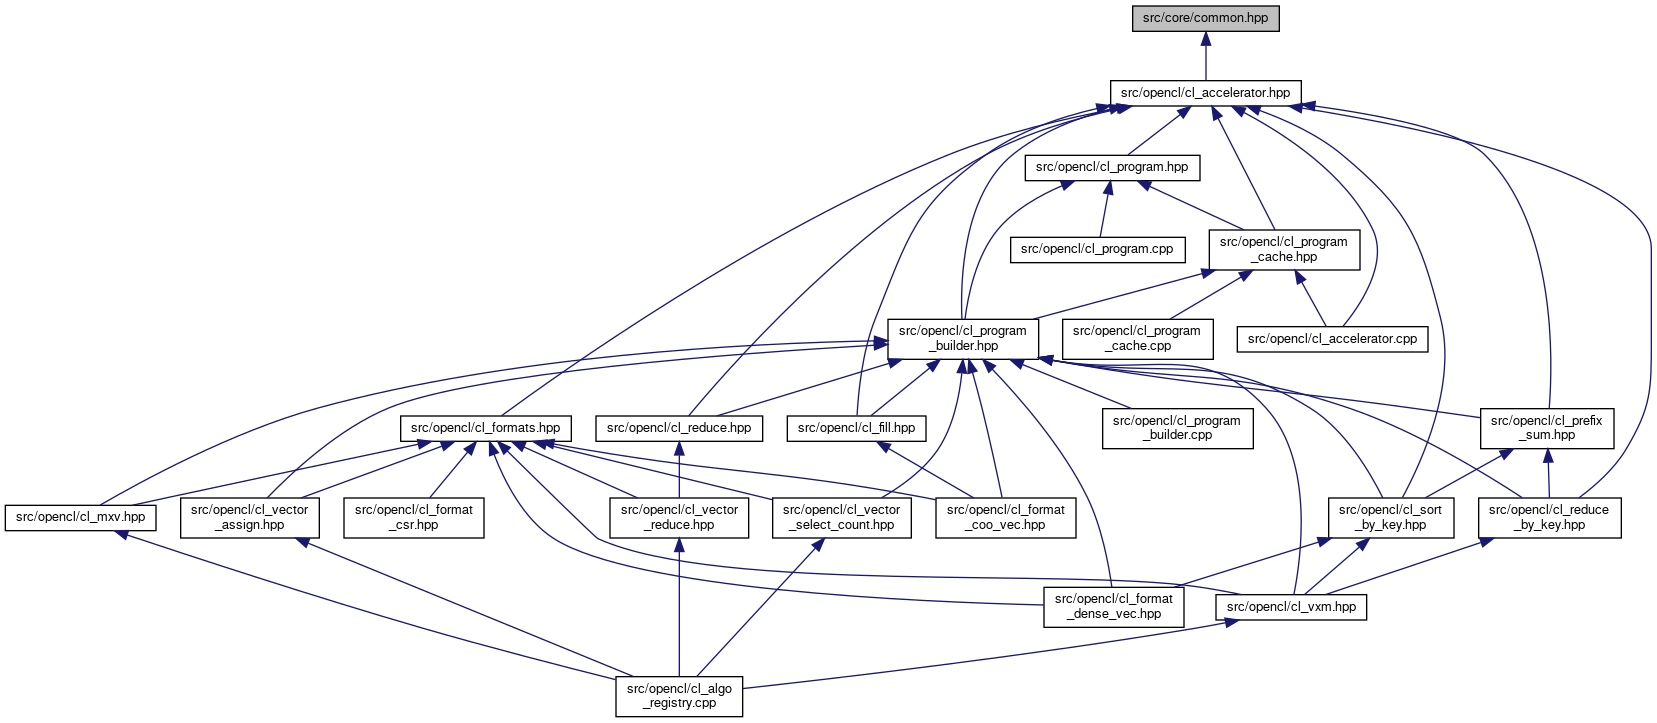 src/core/common.hpp
src/opencl/cl_accelerator.hpp
src/opencl/cl_program.hpp
src/opencl/cl_program.cpp
src/opencl/cl_program
_cache.hpp
src/opencl/cl_program
_builder.hpp
src/opencl/cl_program
_cache.cpp
src/opencl/cl_accelerator.cpp
src/opencl/cl_formats.hpp
src/opencl/cl_reduce.hpp
src/opencl/cl_fill.hpp
src/opencl/cl_program
_builder.cpp
src/opencl/cl_prefix
_sum.hpp
src/opencl/cl_mxv.hpp
src/opencl/cl_vector
_assign.hpp
src/opencl/cl_format
_csr.hpp
src/opencl/cl_vector
_reduce.hpp
src/opencl/cl_vector
_select_count.hpp
src/opencl/cl_format
_coo_vec.hpp
src/opencl/cl_sort
_by_key.hpp
src/opencl/cl_reduce
_by_key.hpp
src/opencl/cl_format
_dense_vec.hpp
src/opencl/cl_vxm.hpp
src/opencl/cl_algo
_registry.cpp